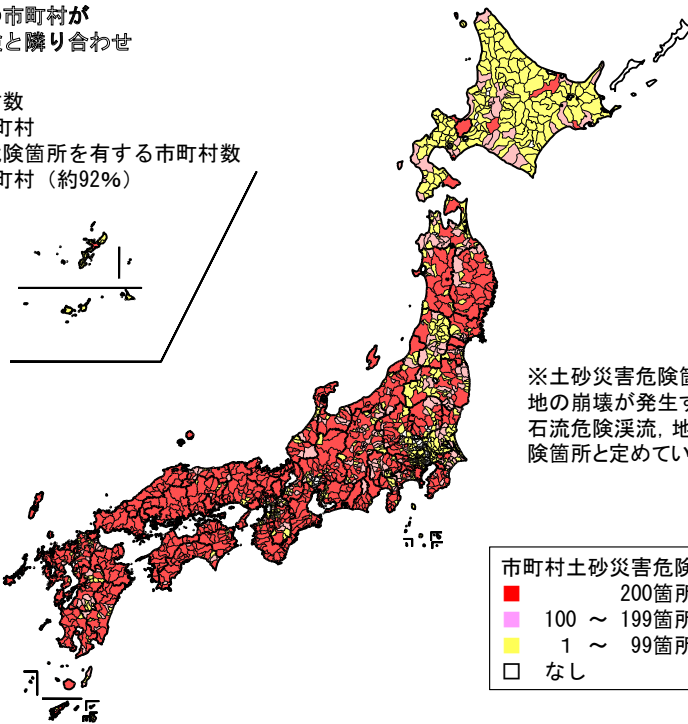 市町村が
と隣り合わせ
数
町村
険箇所を有する市町村数
町村（約92%）
※土砂災害危険箇
地の崩壊が発生す
石流危険渓流，地
険箇所と定めてい
市町村土砂災害危険
200箇所
100 ～ 199箇所
1 ～ 99箇所
なし